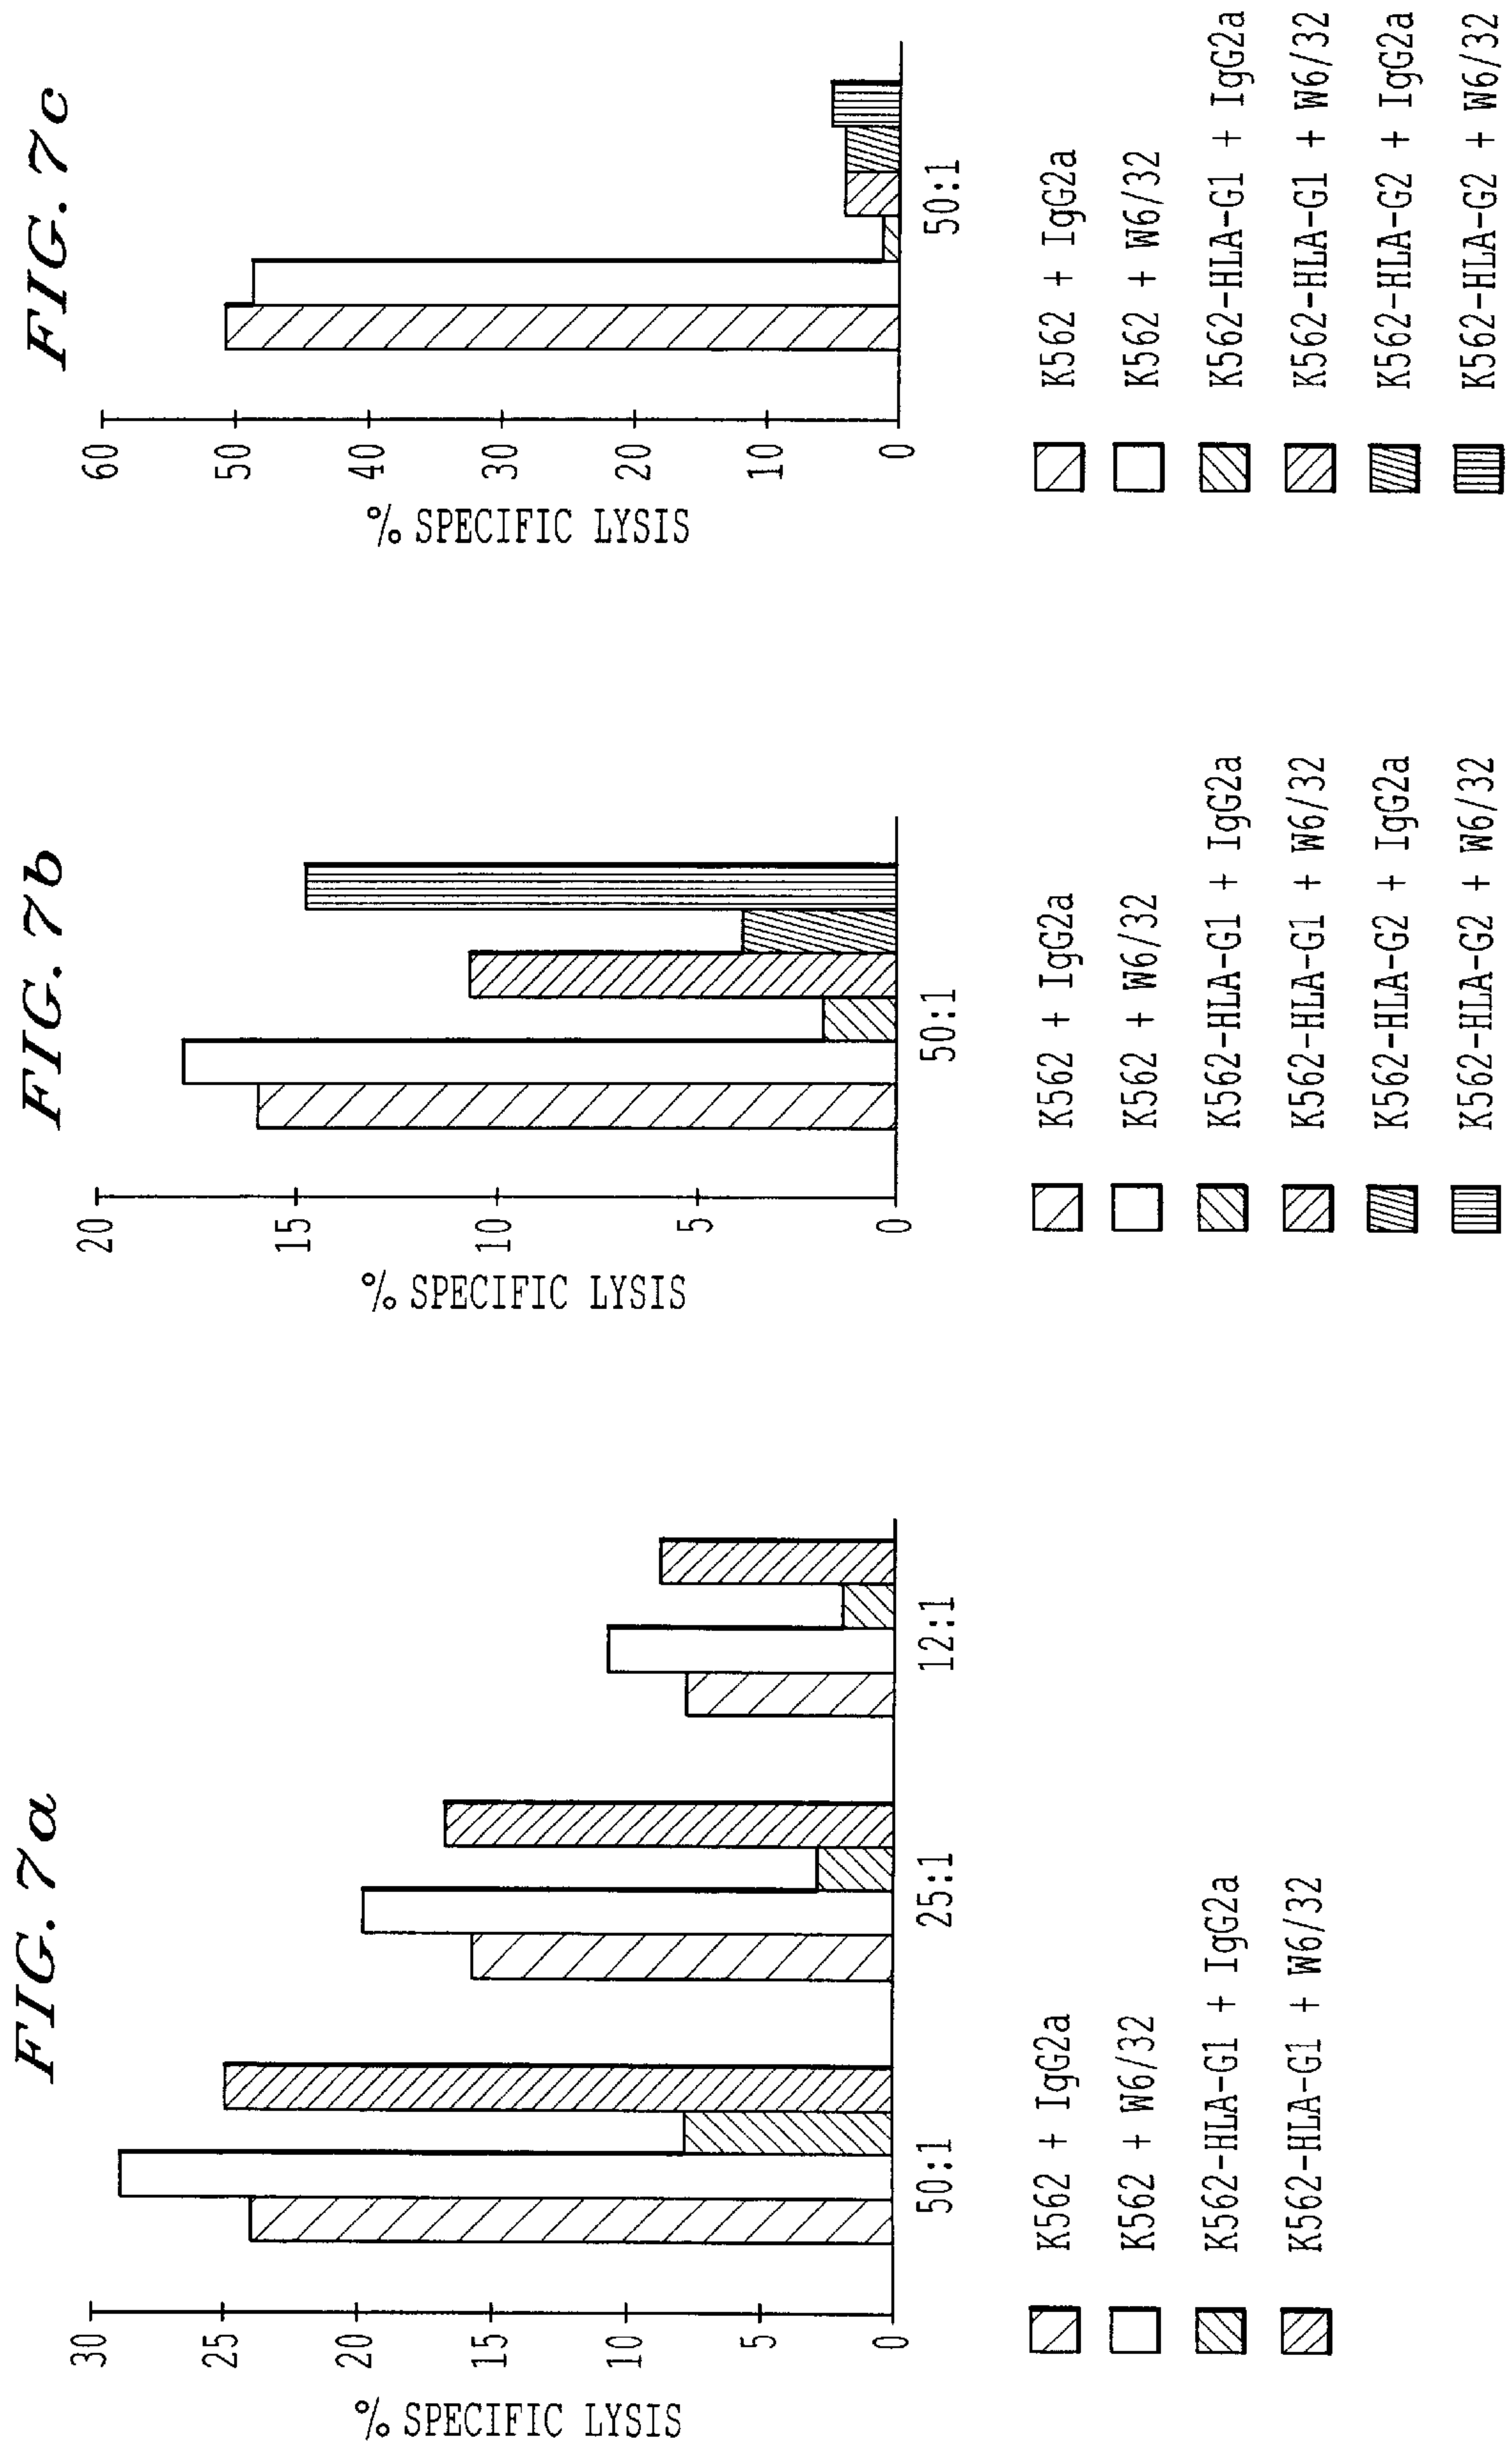 FIG. 7a
% SPECIFIC LYSIS
30
25
20
15
10
5
0
50:1
25:1
12:1
K562 + IgG2a
K562 + W6/32
K562-HLA-G1 + IgG2a
K562-HLA-G1 + W6/32
FIG. 7b
% SPECIFIC LYSIS
20
15
10
5
0
50:1
K562 + IgG2a
K562 + W6/32
K562-HLA-G1 + IgG2a
K562-HLA-G1 + W6/32
K562-HLA-G2 + IgG2a
K562-HLA-G2 + W6/32
FIG. 7c
% SPECIFIC LYSIS
60
50
40
30
20
10
0
50:1
K562 + IgG2a
K562 + W6/32
K562-HLA-G1 + IgG2a
K562-HLA-G1 + W6/32
K562-HLA-G2 + IgG2a
K562-HLA-G2 + W6/32